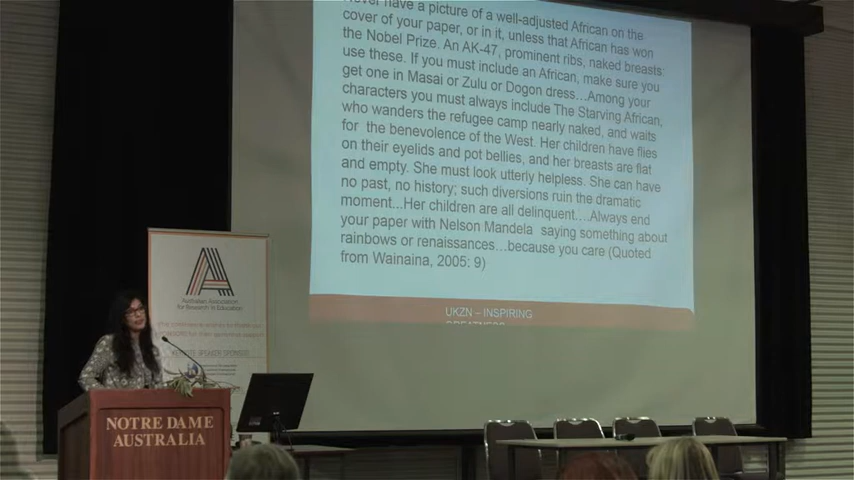 Never have a picture of a well-adjusted African on the
cover of your paper, or in it, unless that African has won
the Nobel Prize. An AK-47, prominent ribs, naked breasts:
use these. If you must include an African, make sure you
get one in Masai or Zulu or Dogon dress…Among your
characters you must always include The Starving African,
who wanders the refugee camp nearly naked, and waits
for the benevolence of the West. Her children have flies
on their eyelids and pot bellies, and her breasts are flat
and empty. She must look utterly helpless. She can have
no past, no history; such diversions ruin the dramatic
moment...Her children are all delinquent….Always end
your paper with Nelson Mandela saying something about
rainbows or renaissances…because you care (Quoted
from Wainaina, 2005: 9)
UKZN – INSPIRING
GREATNESS
Australian Association
for Research in Education
KEYNOTE SPEAKER SPONSOR
NOTRE DAME
AUSTRALIA